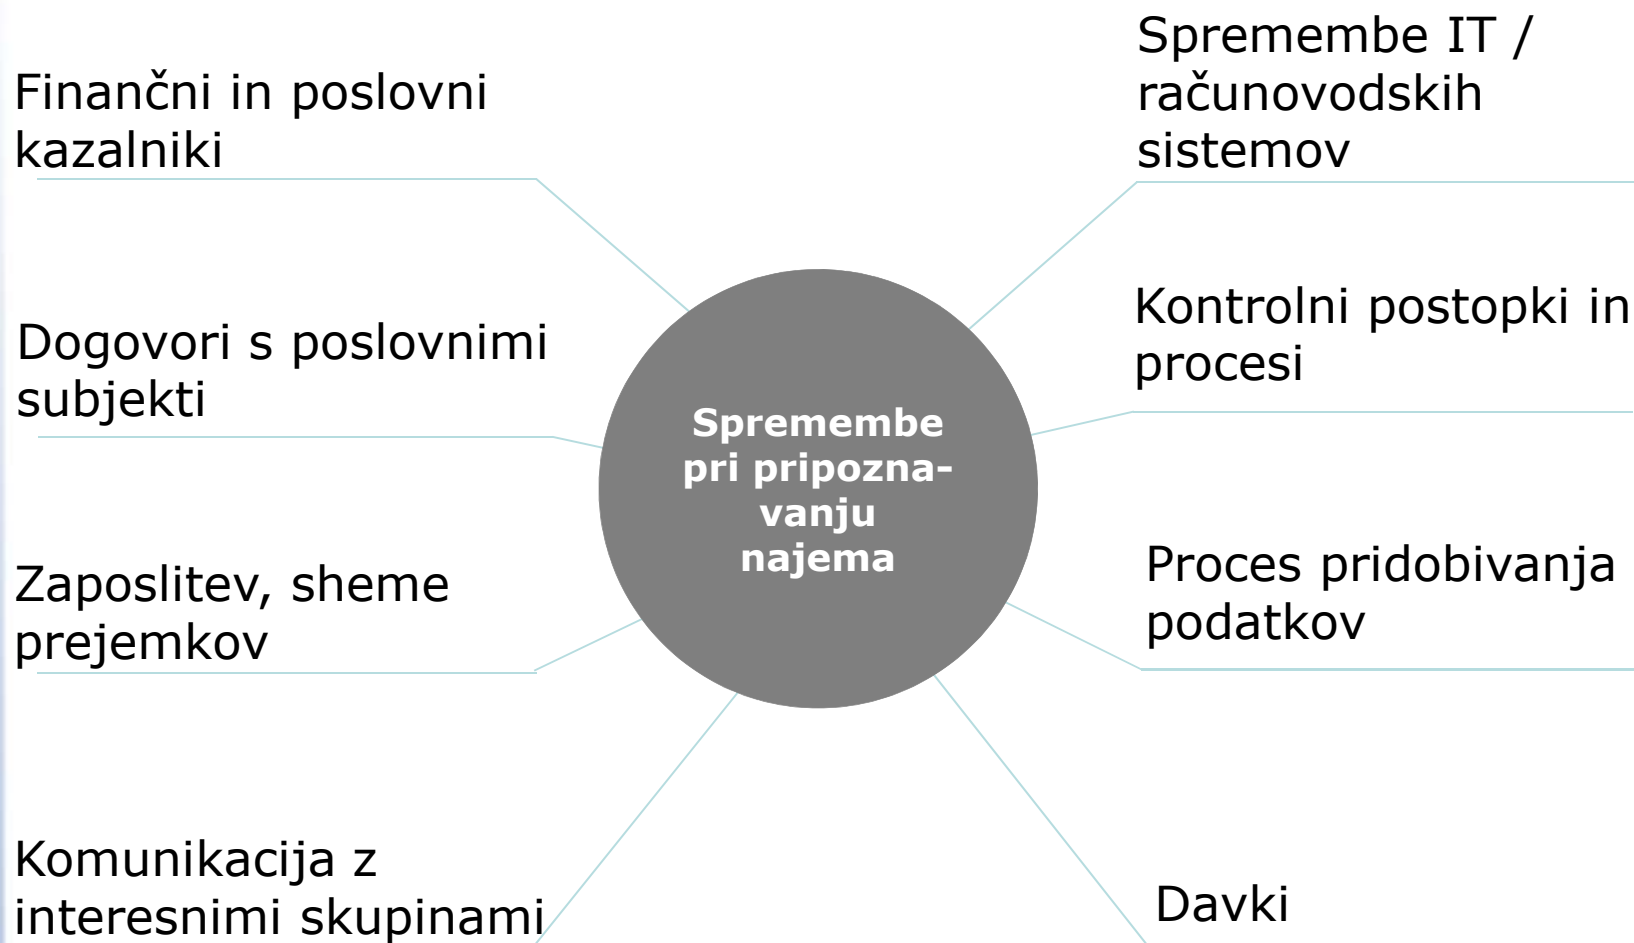 Finančni in poslovni
kazalniki
Dogovori s poslovnimi
subjekti
Zaposlitev, sheme
prejemkov
Komunikacija z
interesnimi skupinami
Spremembe
pri pripozna-
vanju
najema
Spremembe IT /
računovodskih
sistemov
Kontrolni postopki in
procesi
Proces pridobivanja
podatkov
Davki